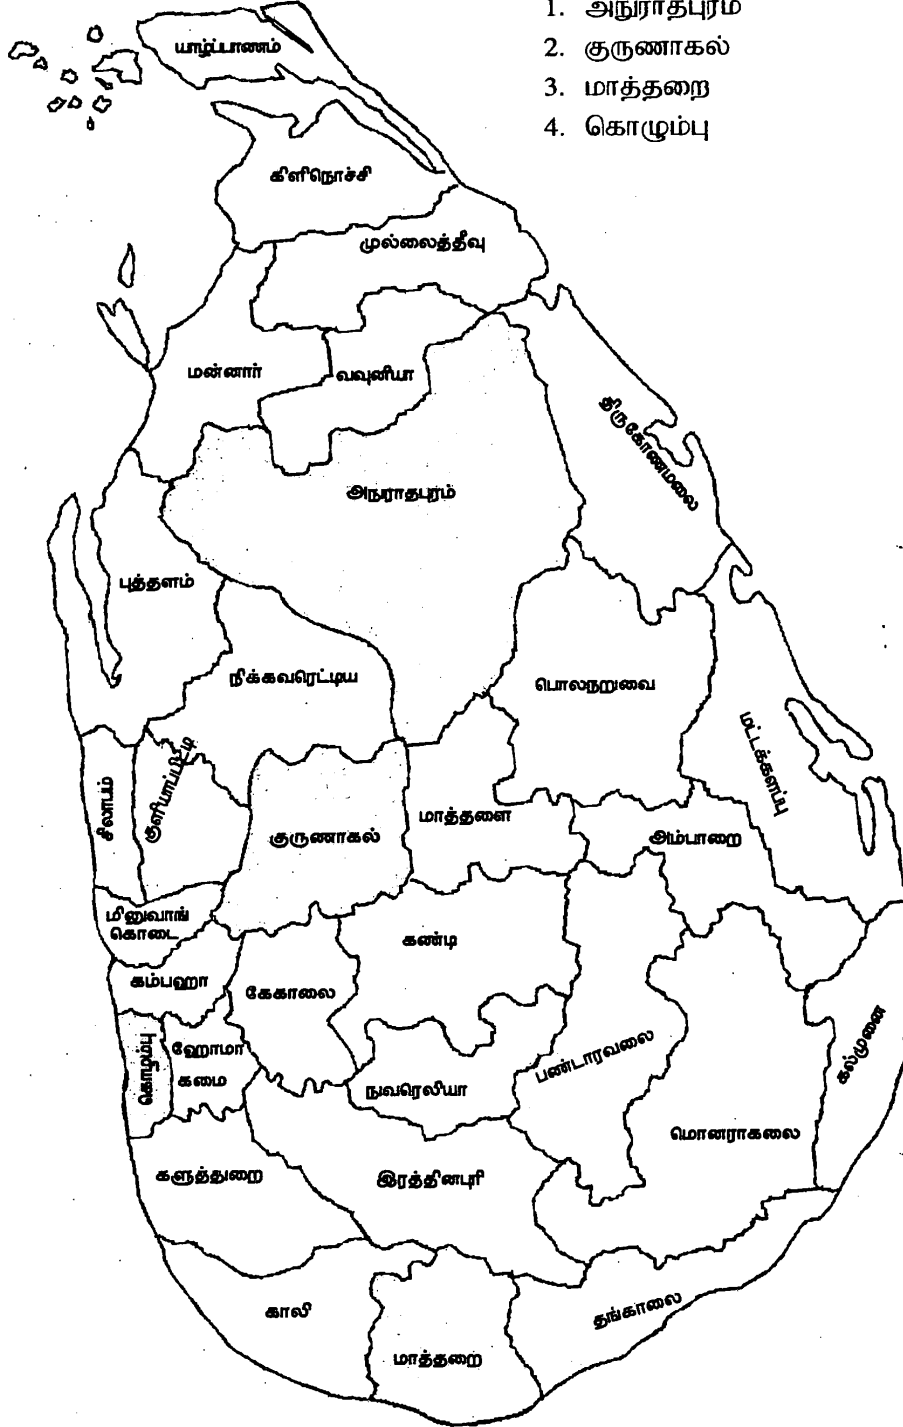 1. அநுராதபுரம்
2. குருணாகல்
3. மாத்தறை
4. கொழும்பு
யாழ்ப்பாணம்
கிளிநொச்சி
முல்லைத்தீவு
மன்னார்
வவுனியா
திருகோணமலை
அநுராதபுரம்
புத்தளம்
நிக்கவரெட்டிய
பொலநறுவை
மட்டக்களப்பு
சிலாபம்
குளியாப்பிட்டி
குருணாகல்
மாத்தளை
அம்பாறை
மினுவாங்
கொடை
கண்டி
கம்பஹா
கேகாலை
கொழும்பு
ஹோமா
கமை
நுவரெலியா
பண்டாரவலை
கல்முனை
மொனராகலை
களுத்துறை
இரத்தினபுரி
காலி
தங்காலை
மாத்தறை